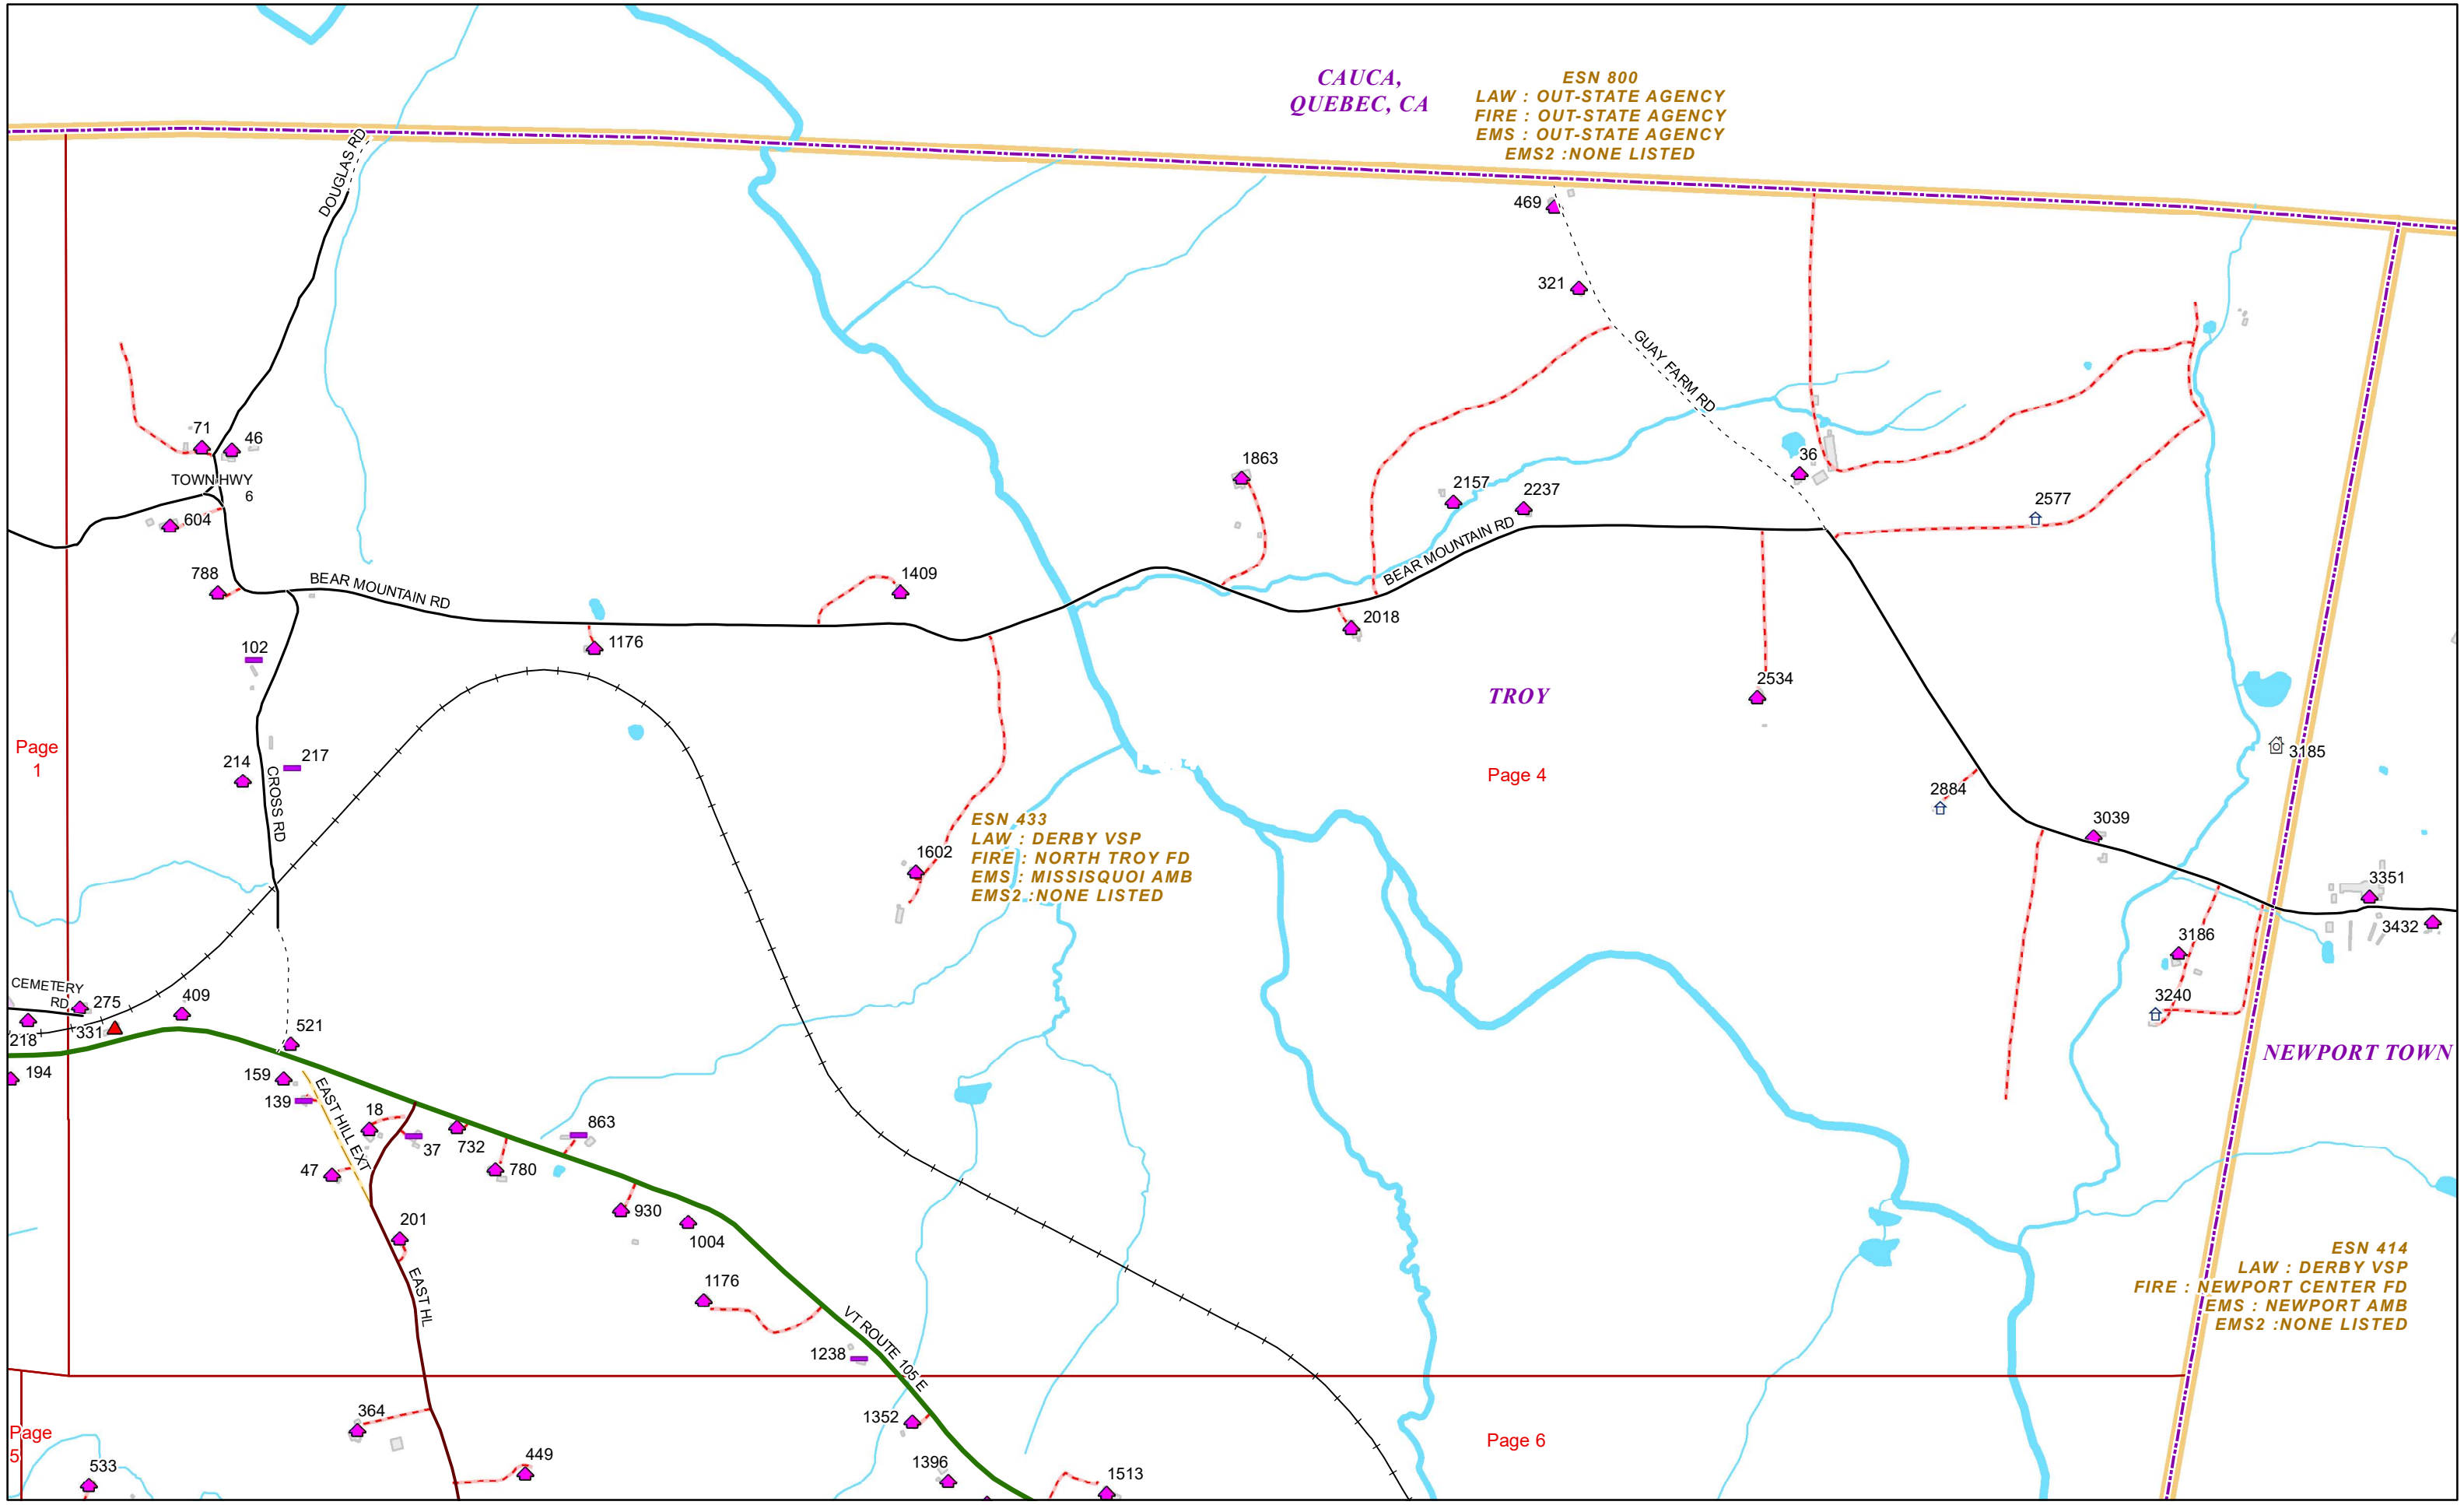 CAUCA,
QUEBEC, CA
ESN 800
LAW : OUT-STATE AGENCY
FIRE : OUT-STATE AGENCY
EMS : OUT-STATE AGENCY
EMS2 :NONE LISTED
DOUGLAS RD
469
321
GUAY FARM RD
71
46
TOWN HWY
6
604
1863
2157
2237
36
2577
BEAR MOUNTAIN RD
788
BEAR MOUNTAIN RD
1409
2018
1176
102
TROY
2534
Page
1
214
217
CROSS RD
Page 4
3185
2884
3039
ESN 433
LAW : DERBY VSP
FIRE : NORTH TROY FD
EMS : MISSISQUOI AMB
EMS2 :NONE LISTED
1602
3351
3432
3186
3240
CEMETERY
RD
275
409
331
218
521
194
159
139
EAST HILL EXT
18
37
732
863
47
780
NEWPORT TOWN
201
930
1004
EAST HL
1176
VT ROUTE 105 E
1238
ESN 414
LAW : DERBY VSP
FIRE : NEWPORT CENTER FD
EMS : NEWPORT AMB
EMS2 :NONE LISTED
364
1352
Page
5
Page 6
449
533
1396
1513